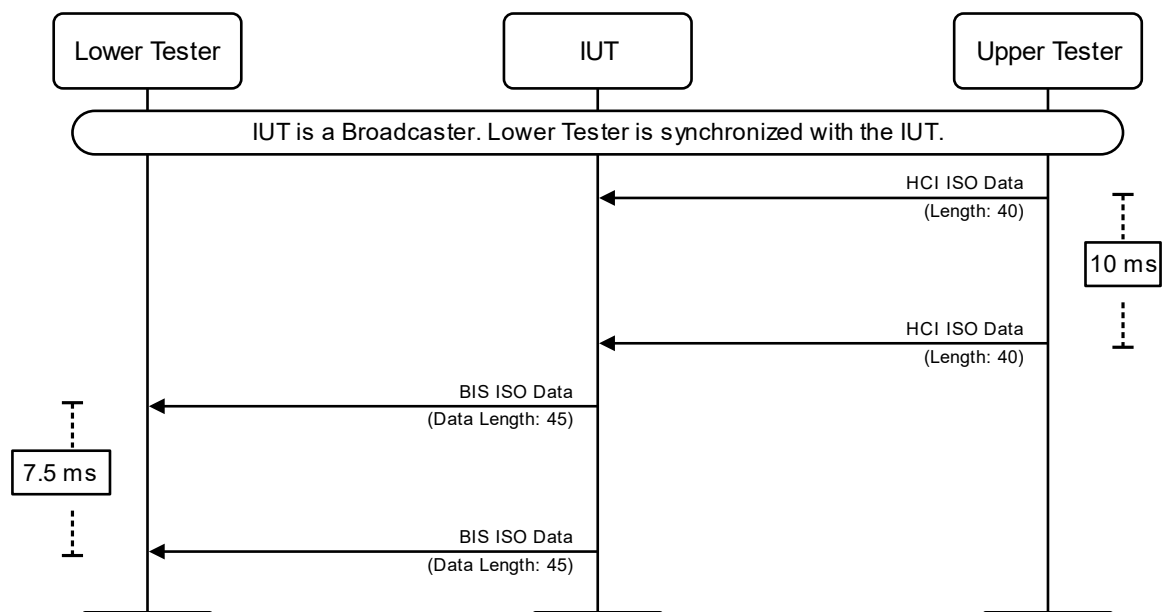 Lower Tester
IUT
Upper Tester
IUT is a Broadcaster. Lower Tester is synchronized with the IUT.
HCI ISO Data
(Length: 40)
10 ms
HCI ISO Data
(Length: 40)
BIS ISO Data
(Data Length: 45)
7.5 ms
BIS ISO Data
(Data Length: 45)